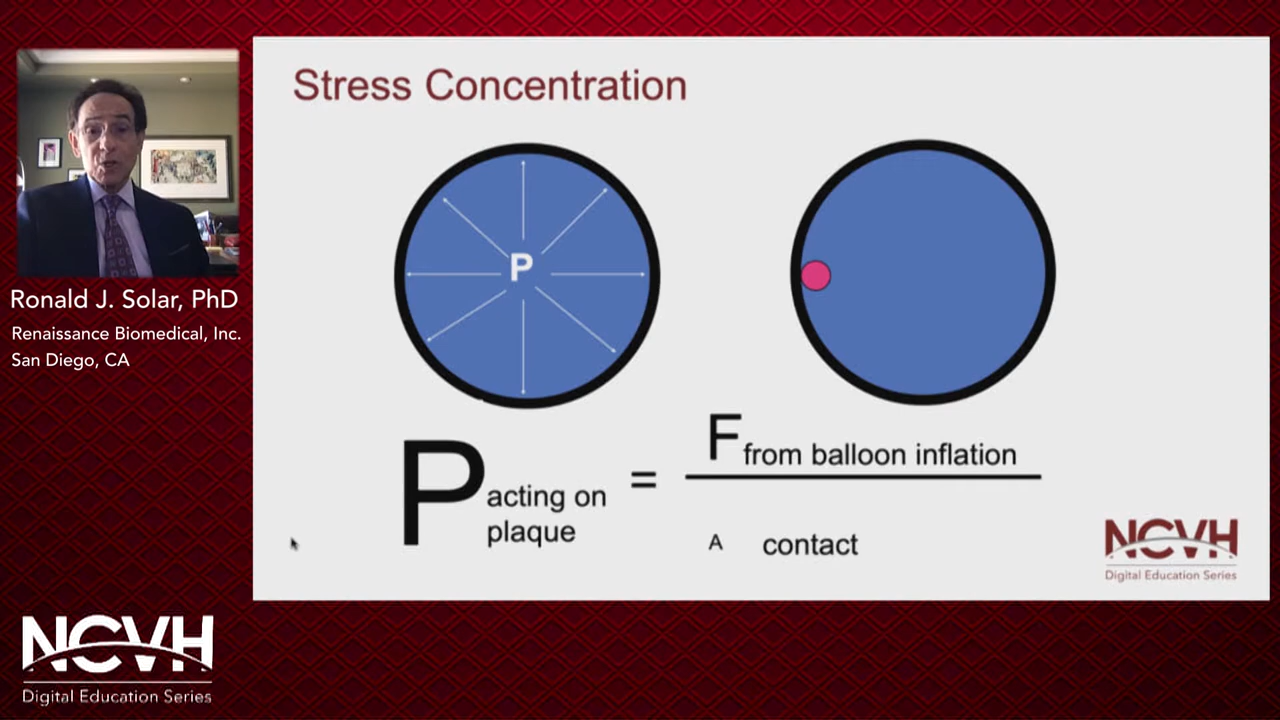 Stress Concentration
P
Ronald J. Solar, PhD
Renaissance Biomedical, Inc.
San Diego, CA
P acting on plaque = F from balloon inflation
A contact
NCVH
Digital Education Series
NCVH
Digital Education Series